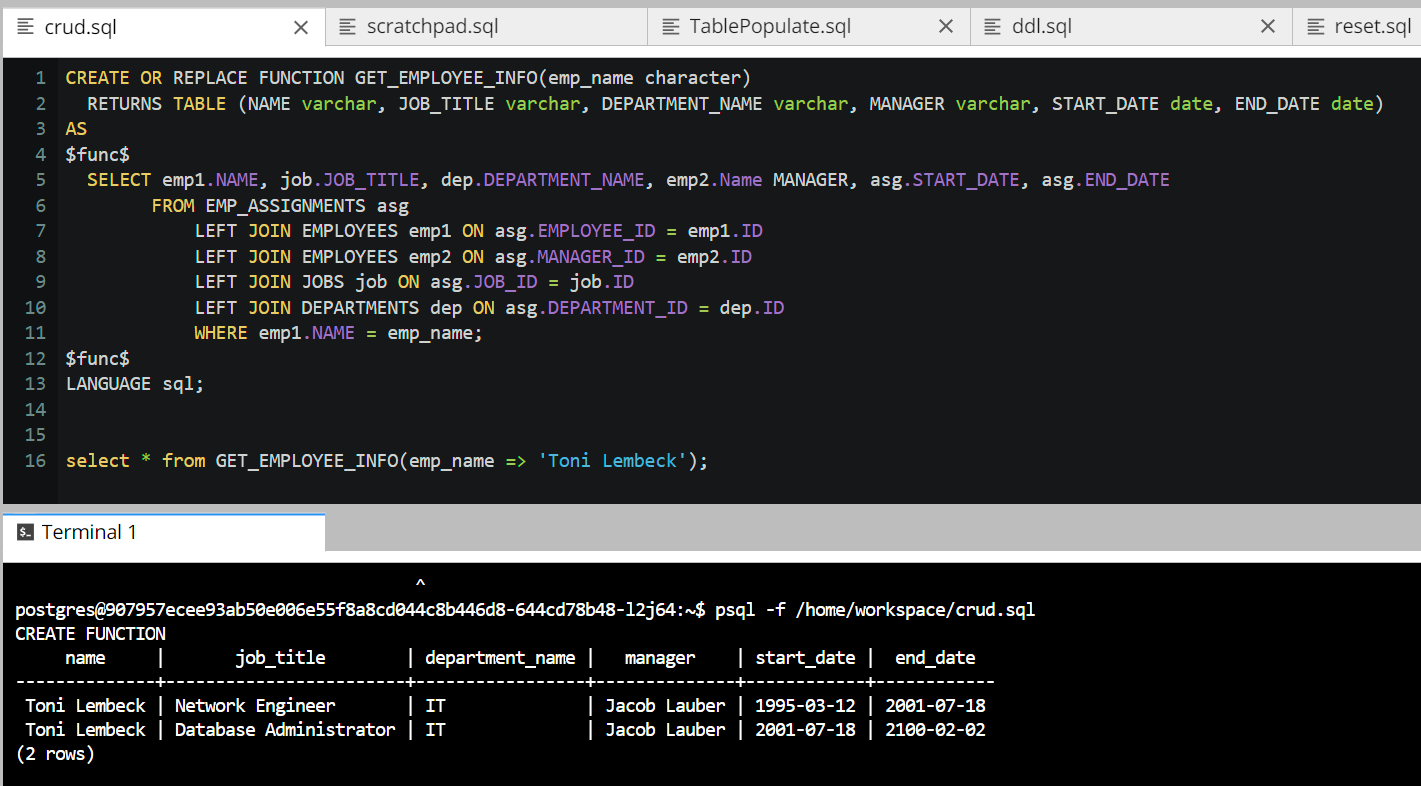 crud.sql scratchpad.sql TablePopulate.sql ddl.sql reset.sql
1 CREATE OR REPLACE FUNCTION GET_EMPLOYEE_INFO(emp_name character)
2 RETURNS TABLE (NAME varchar, JOB_TITLE varchar, DEPARTMENT_NAME varchar, MANAGER varchar, START_DATE date, END_DATE date)
3 AS
4 $func$
5 SELECT emp1.NAME, job.JOB_TITLE, dep.DEPARTMENT_NAME, emp2.Name MANAGER, asg.START_DATE, asg.END_DATE
6 FROM EMP_ASSIGNMENTS asg
7 LEFT JOIN EMPLOYEES emp1 ON asg.EMPLOYEE_ID = emp1.ID
8 LEFT JOIN EMPLOYEES emp2 ON asg.MANAGER_ID = emp2.ID
9 LEFT JOIN JOBS job ON asg.JOB_ID = job.ID
10 LEFT JOIN DEPARTMENTS dep ON asg.DEPARTMENT_ID = dep.ID
11 WHERE emp1.NAME = emp_name;
12 $func$
13 LANGUAGE sql;
14
15
16 select * from GET_EMPLOYEE_INFO(emp_name => 'Toni Lembeck');
$_ Terminal 1
^
postgres@907957ecee93ab50e006e55f8a8cd044c8b446d8-644cd78b48-l2j64:~$ psql -f /home/workspace/crud.sql
CREATE FUNCTION
name | job_title | department_name | manager | start_date | end_date
--------------+------------------------+-----------------+--------------+------------+------------
Toni Lembeck | Network Engineer | IT | Jacob Lauber | 1995-03-12 | 2001-07-18
Toni Lembeck | Database Administrator | IT | Jacob Lauber | 2001-07-18 | 2100-02-02
(2 rows)